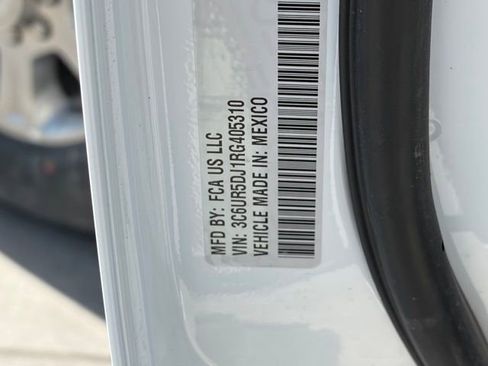 MFD BY: FCA US LLC
VIN: 3C6UR5DJ1RG405310
VEHICLE MADE IN: MEXICO